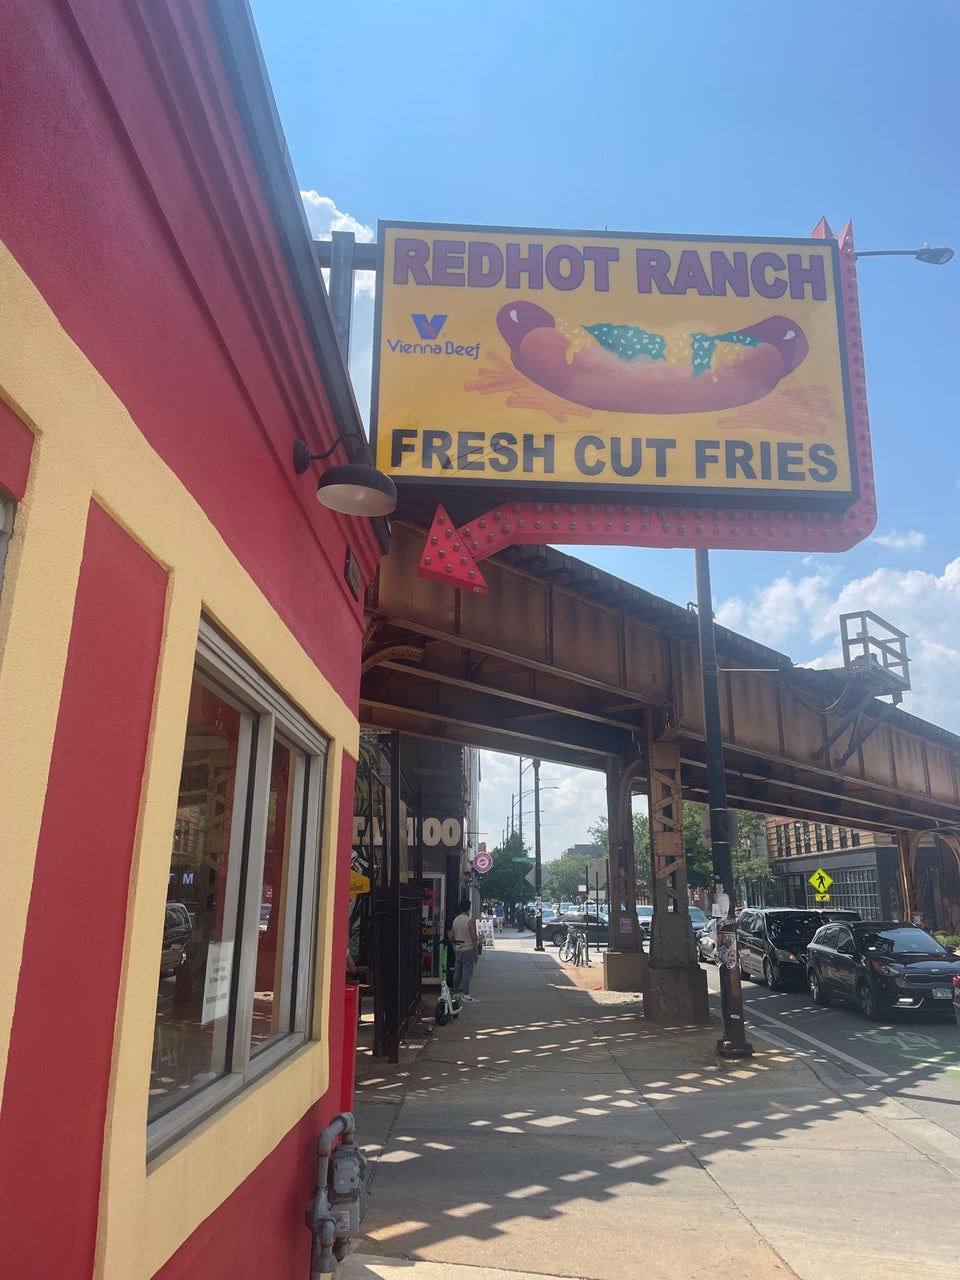 REDHOT RANCH
Vienna Beef
FRESH CUT FRIES